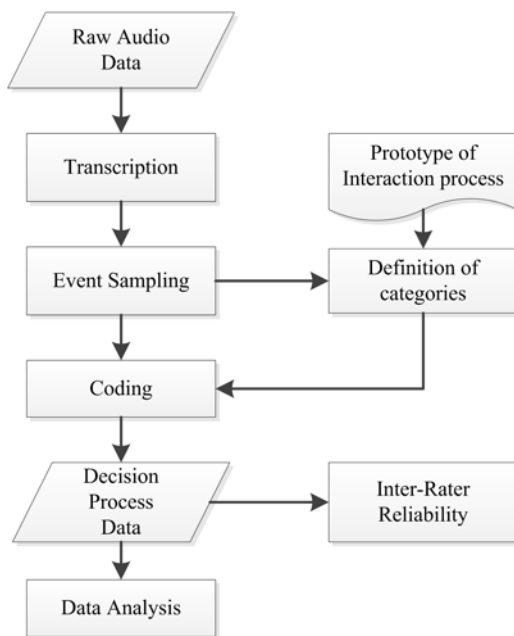 Raw Audio
Data
Transcription
Prototype of
Interaction process
Event Sampling
Definition of
categories
Coding
Decision
Process
Data
Inter-Rater
Reliability
Data Analysis